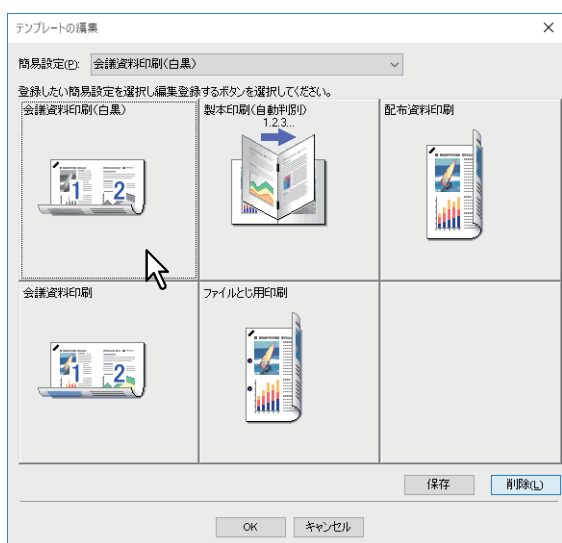 テンプレートの編集
簡易設定(P): 会議資料印刷(白黒)
登録したい簡易設定を選択し編集登録するボタンを選択してください。
会議資料印刷(白黒) 製本印刷(自動判別) 配布資料印刷
1.2.3...
1 2
会議資料印刷 ファイルとじ用印刷
1 2
保存 削除(L)
OK キャンセル